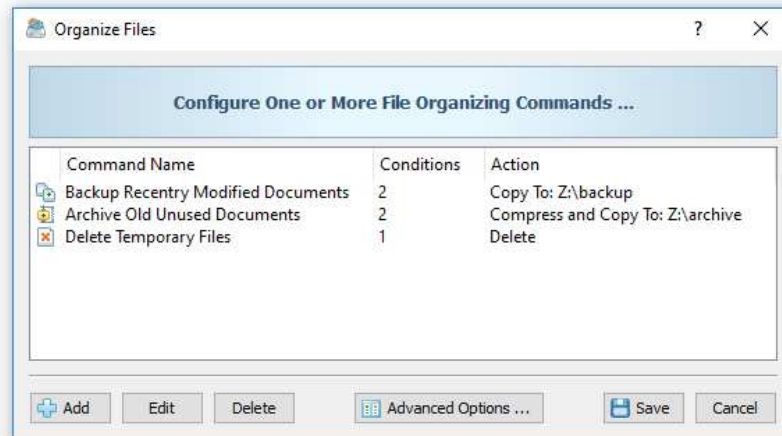 Organize Files
Configure One or More File Organizing Commands ...
Command Name Conditions Action
Backup Recentry Modified Documents 2 Copy To: Z:\backup
Archive Old Unused Documents 2 Compress and Copy To: Z:\archive
Delete Temporary Files 1 Delete
Add Edit Delete Advanced Options ... Save Cancel